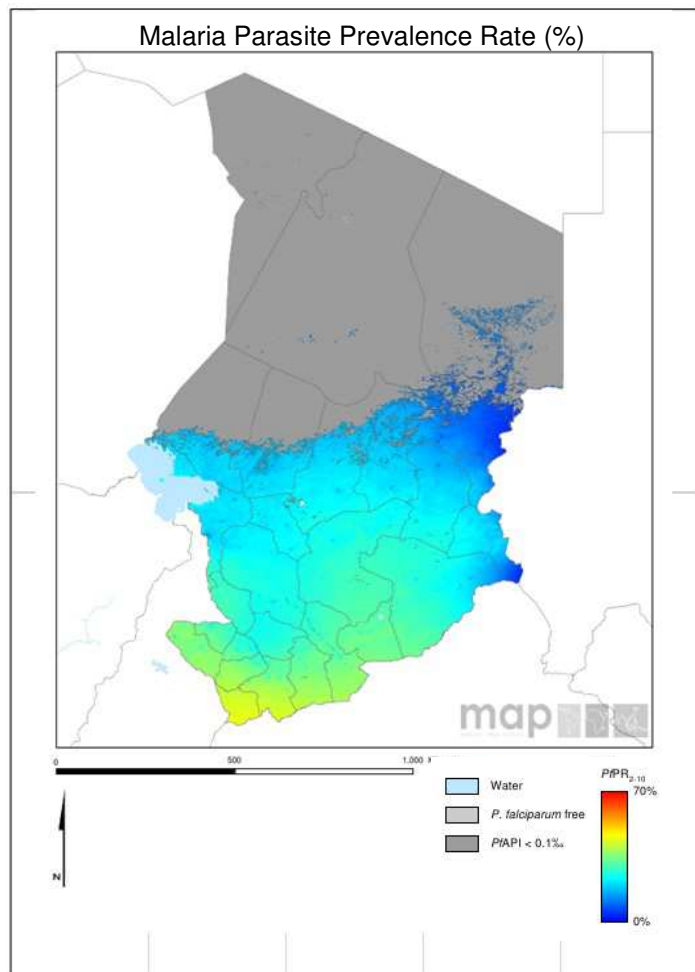 Malaria Parasite Prevalence Rate (%)
map
0 500 1,000
Water
P. falciparum free
PfAPI < 0.1‰
PfPR2-10
70%
0%
N